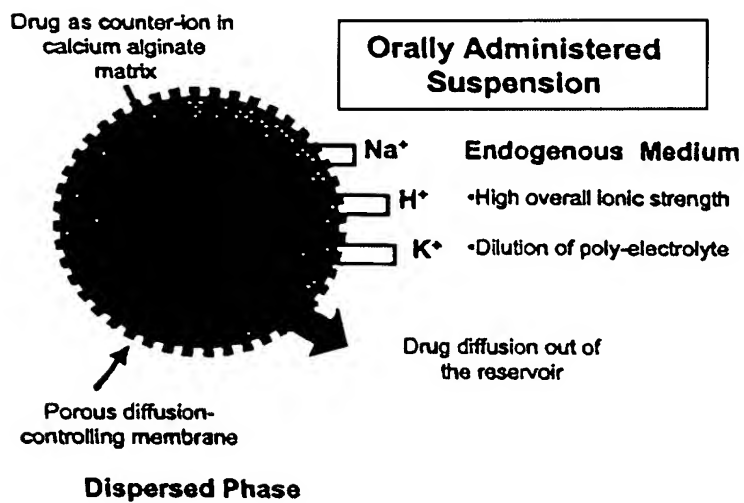 Drug as counter-ion in
calcium alginate
matrix
Orally Administered
Suspension
Na⁺ Endogenous Medium
H⁺ •High overall ionic strength
K⁺ •Dilution of poly-electrolyte
Drug diffusion out of
the reservoir
Porous diffusion-
controlling membrane
Dispersed Phase